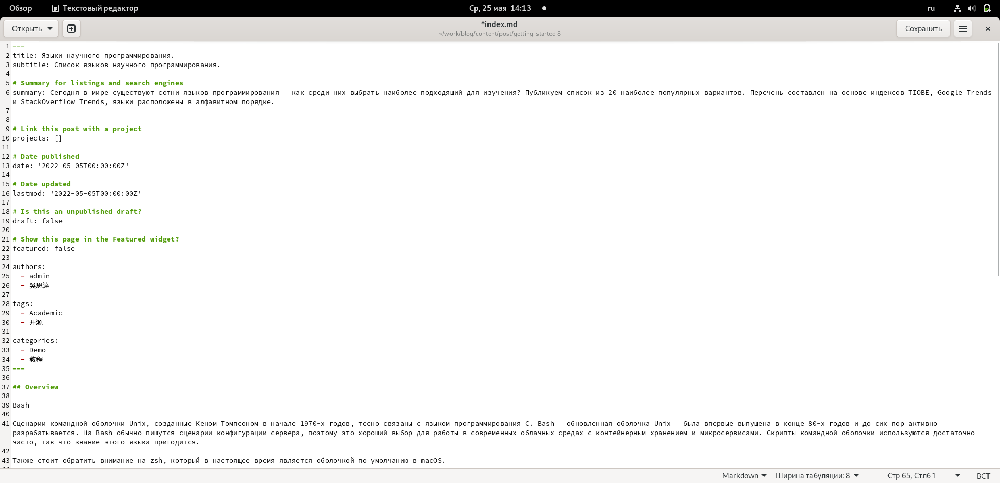 Обзор Текстовый редактор Ср, 25 мая 14:13 ru
Открыть *index.md Сохранить
~/work/blog/content/post/getting-started 8
1 ---
2 title: Языки научного программирования.
3 subtitle: Список языков научного программирования.
4
5 # Summary for listings and search engines
6 summary: Сегодня в мире существуют сотни языков программирования — как среди них выбрать наиболее подходящий для изучения? Публикуем список из 20 наиболее популярных вариантов. Перечень составлен на основе индексов TIOBE, Google Trends
и StackOverflow Trends, языки расположены в алфавитном порядке.
7
8
9 # Link this post with a project
10 projects: []
11
12 # Date published
13 date: '2022-05-05T00:00:00Z'
14
15 # Date updated
16 lastmod: '2022-05-05T00:00:00Z'
17
18 # Is this an unpublished draft?
19 draft: false
20
21 # Show this page in the Featured widget?
22 featured: false
23
24 authors:
25 - admin
26 - 吳恩達
27
28 tags:
29 - Academic
30 - 开源
31
32 categories:
33 - Demo
34 - 教程
35 ---
36
37 ## Overview
38
39 Bash
40
41 Сценарии командной оболочки Unix, созданные Кеном Томпсоном в начале 1970-х годов, тесно связаны с языком программирования C. Bash — обновленная оболочка Unix — была впервые выпущена в конце 80-х годов и до сих пор активно
разрабатывается. На Bash обычно пишутся сценарии конфигурации сервера, поэтому это хороший выбор для работы в современных облачных средах с контейнерным хранением и микросервисами. Скрипты командной оболочки используются достаточно
часто, так что знание этого языка пригодится.
42
43 Также стоит обратить внимание на zsh, который в настоящее время является оболочкой по умолчанию в macOS.
44
Markdown Ширина табуляции: 8 Стр 65, Стлб 1 ВСТ